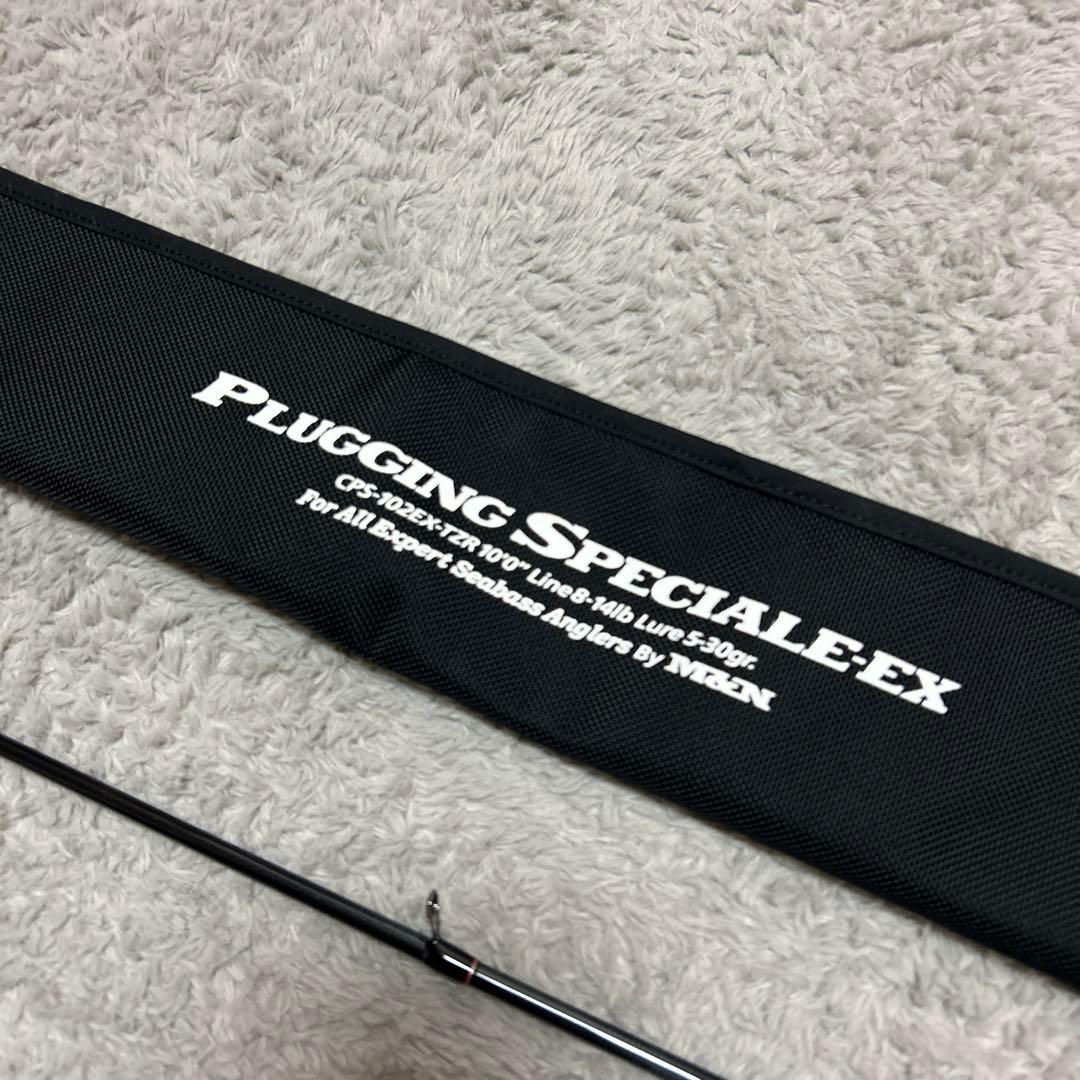 PLUGGING SPECIALE-EX
CPS-102EX-TZR 10'0" Line 8-14lb Lure 5-30gr.
For All Expert Seabass Anglers By M&N